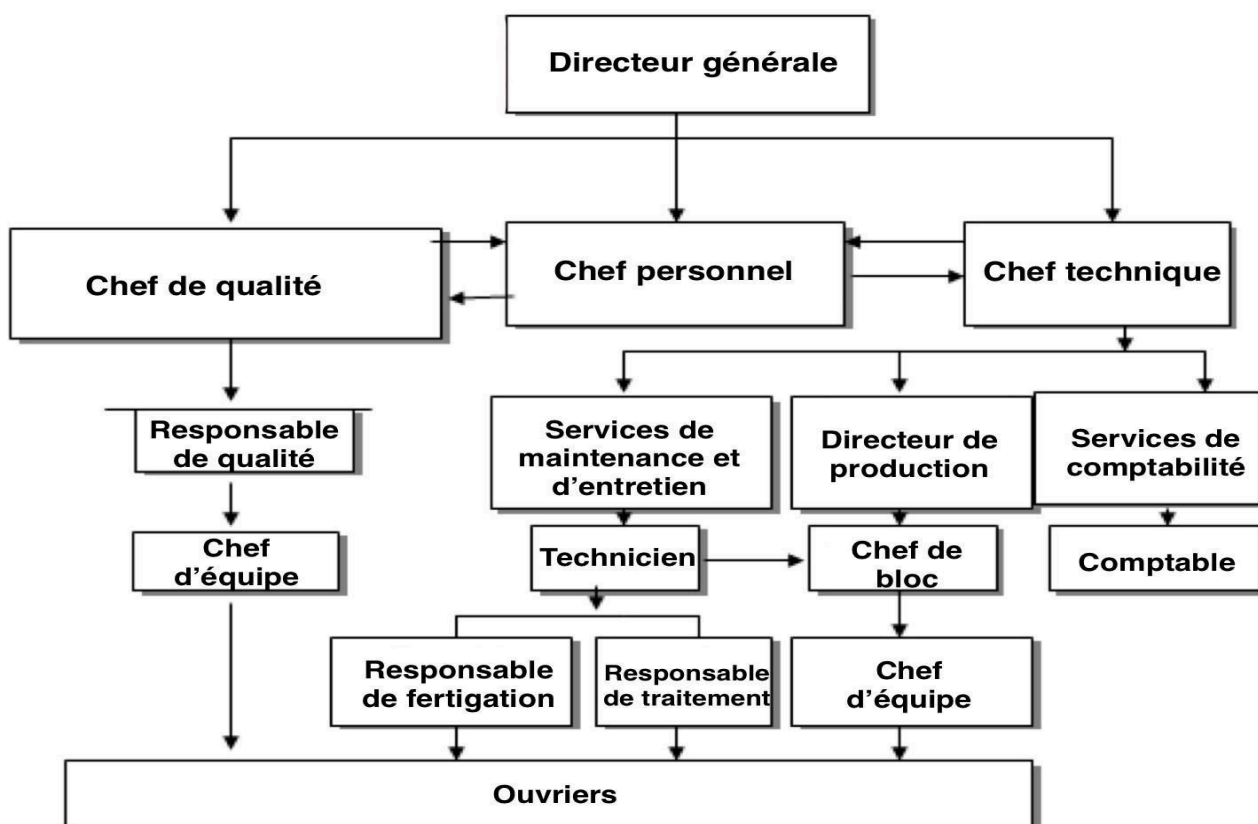 Directeur générale
Chef de qualité
Chef personnel
Chef technique
Responsable
de qualité
Services de
maintenance et
d’entretien
Directeur de
production
Services de
comptabilité
Chef
d’équipe
Technicien
Chef de
bloc
Comptable
Responsable
de fertigation
Responsable
de traitement
Chef
d’équipe
Ouvriers